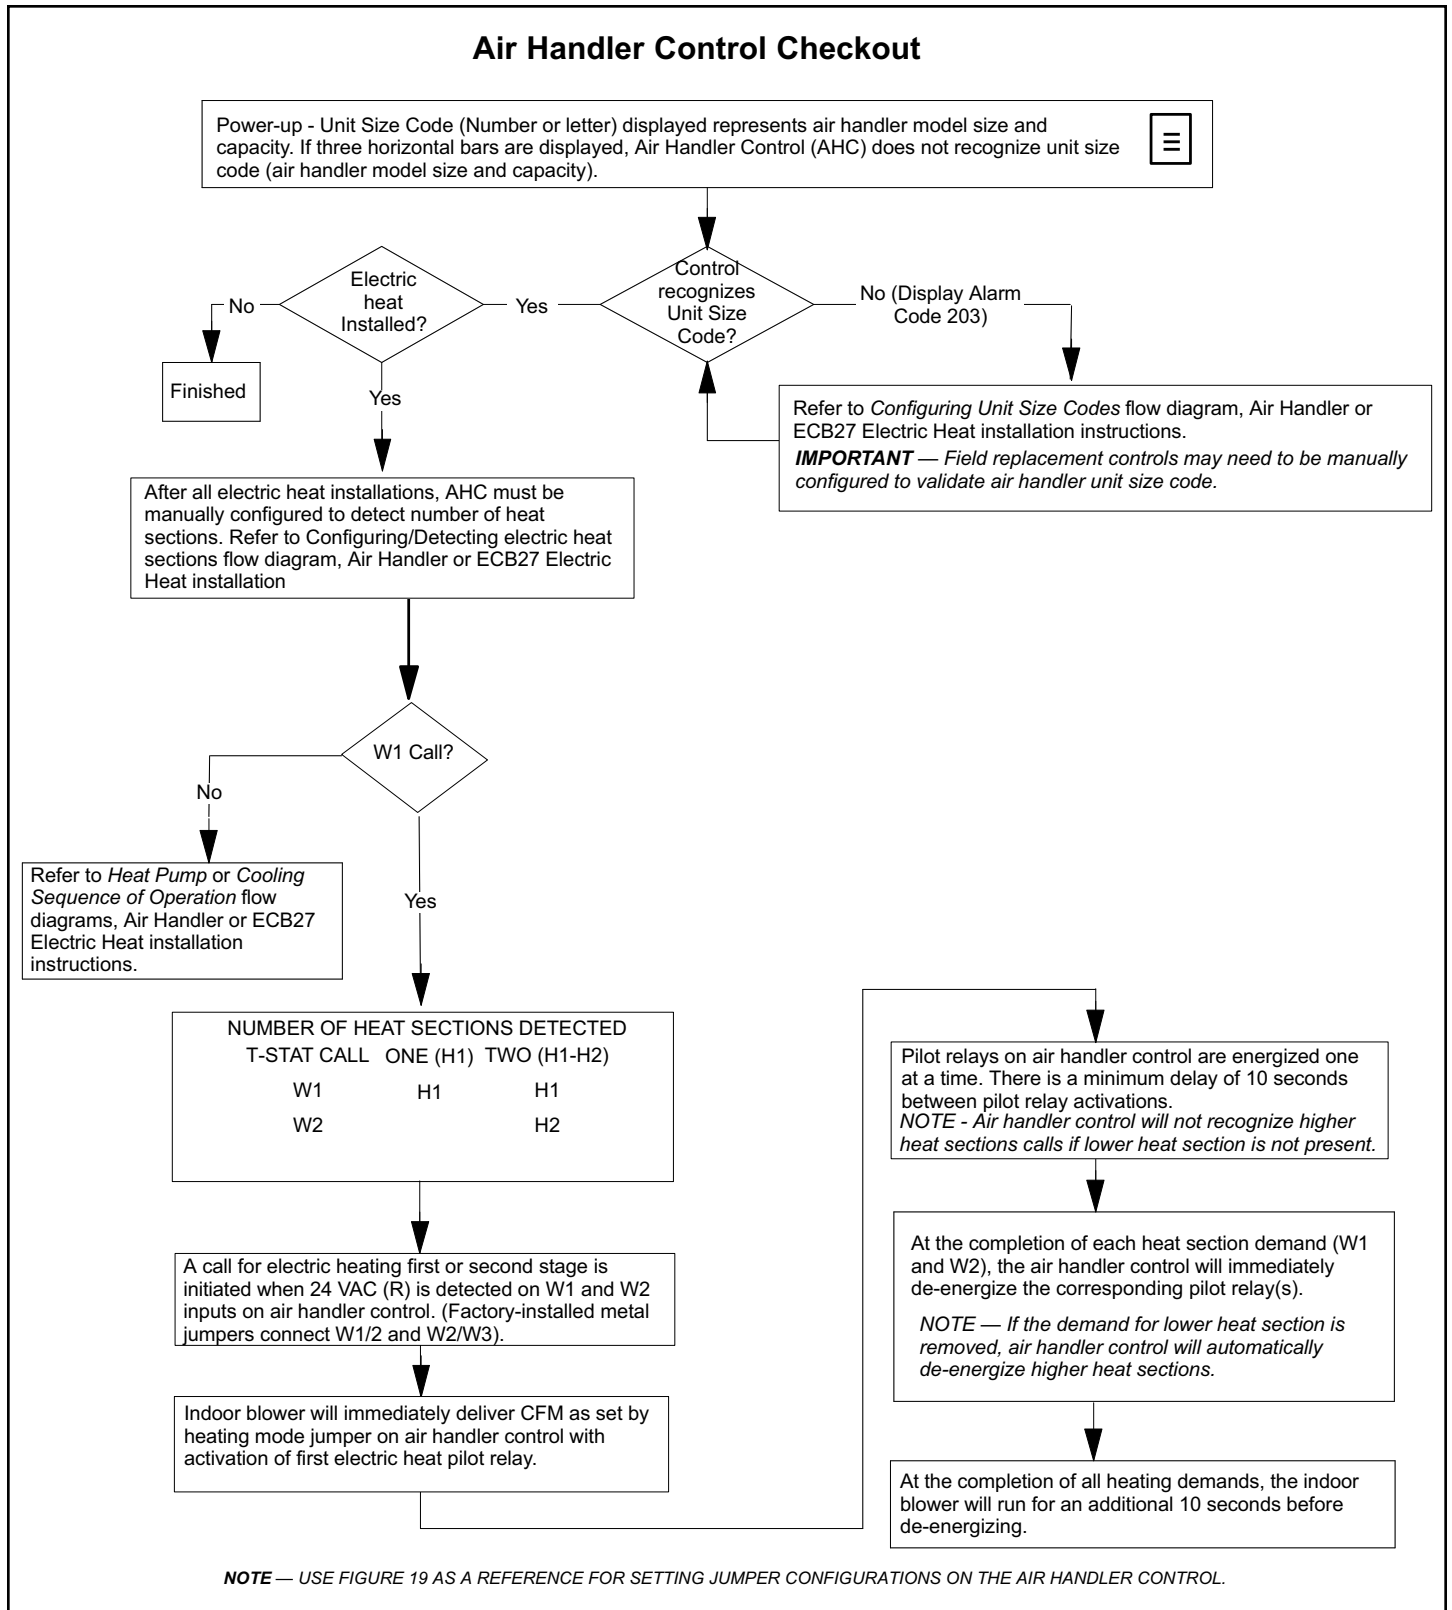 Air Handler Control Checkout
Power-up - Unit Size Code (Number or letter) displayed represents air handler model size and
capacity. If three horizontal bars are displayed, Air Handler Control (AHC) does not recognize unit size
code (air handler model size and capacity).
Control
recognizes
Unit Size
Code?
No (Display Alarm
Code 203)
Refer to Configuring Unit Size Codes flow diagram, Air Handler or
ECB27 Electric Heat installation instructions.
IMPORTANT — Field replacement controls may need to be manually
configured to validate air handler unit size code.
Yes
Electric
heat
Installed?
No
Finished
Yes
After all electric heat installations, AHC must be
manually configured to detect number of heat
sections. Refer to Configuring/Detecting electric heat
sections flow diagram, Air Handler or ECB27 Electric
Heat installation
W1 Call?
No
Refer to Heat Pump or Cooling
Sequence of Operation flow
diagrams, Air Handler or ECB27
Electric Heat installation
instructions.
Yes
NUMBER OF HEAT SECTIONS DETECTED
T-STAT CALL ONE (H1) TWO (H1-H2)
W1 H1 H1
W2 H2
A call for electric heating first or second stage is
initiated when 24 VAC (R) is detected on W1 and W2
inputs on air handler control. (Factory-installed metal
jumpers connect W1/2 and W2/W3).
Indoor blower will immediately deliver CFM as set by
heating mode jumper on air handler control with
activation of first electric heat pilot relay.
Pilot relays on air handler control are energized one
at a time. There is a minimum delay of 10 seconds
between pilot relay activations.
NOTE - Air handler control will not recognize higher
heat sections calls if lower heat section is not present.
At the completion of each heat section demand (W1
and W2), the air handler control will immediately
de-energize the corresponding pilot relay(s).
NOTE — If the demand for lower heat section is
removed, air handler control will automatically
de-energize higher heat sections.
At the completion of all heating demands, the indoor
blower will run for an additional 10 seconds before
de-energizing.
NOTE — USE FIGURE 19 AS A REFERENCE FOR SETTING JUMPER CONFIGURATIONS ON THE AIR HANDLER CONTROL.